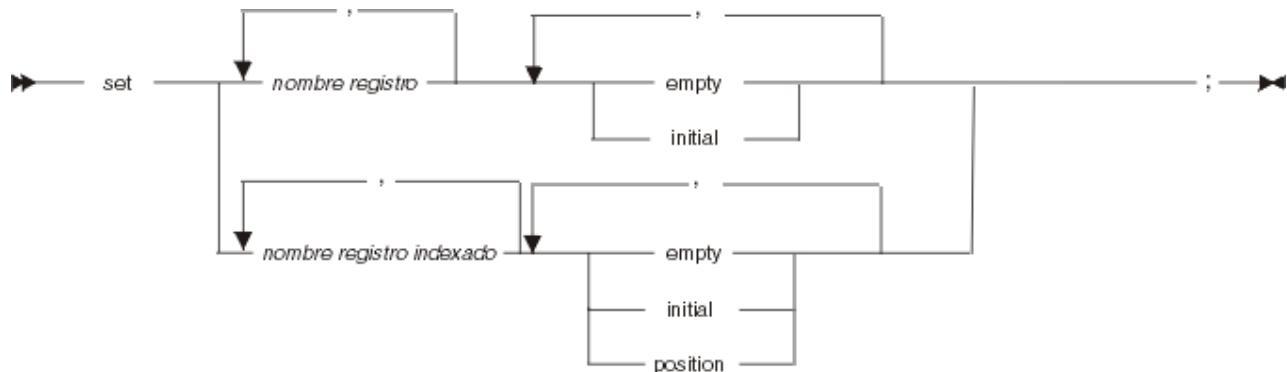 ,
,
set nombre registro empty ;
initial
,
,
nombre registro indexado empty
initial
position